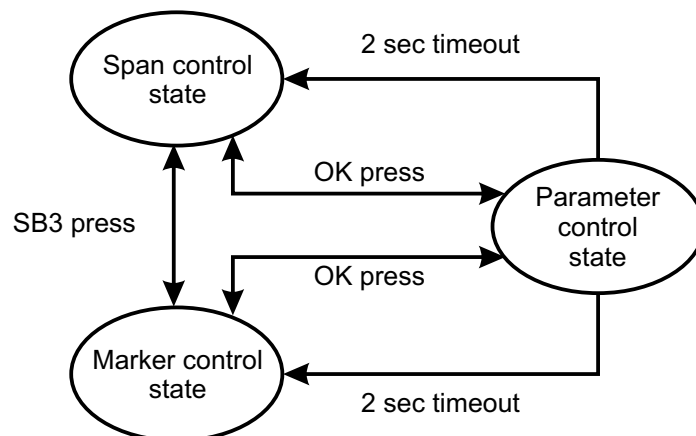 2 sec timeout
Span control
state
OK press
Parameter
control
state
SB3 press
OK press
Marker control
state
2 sec timeout